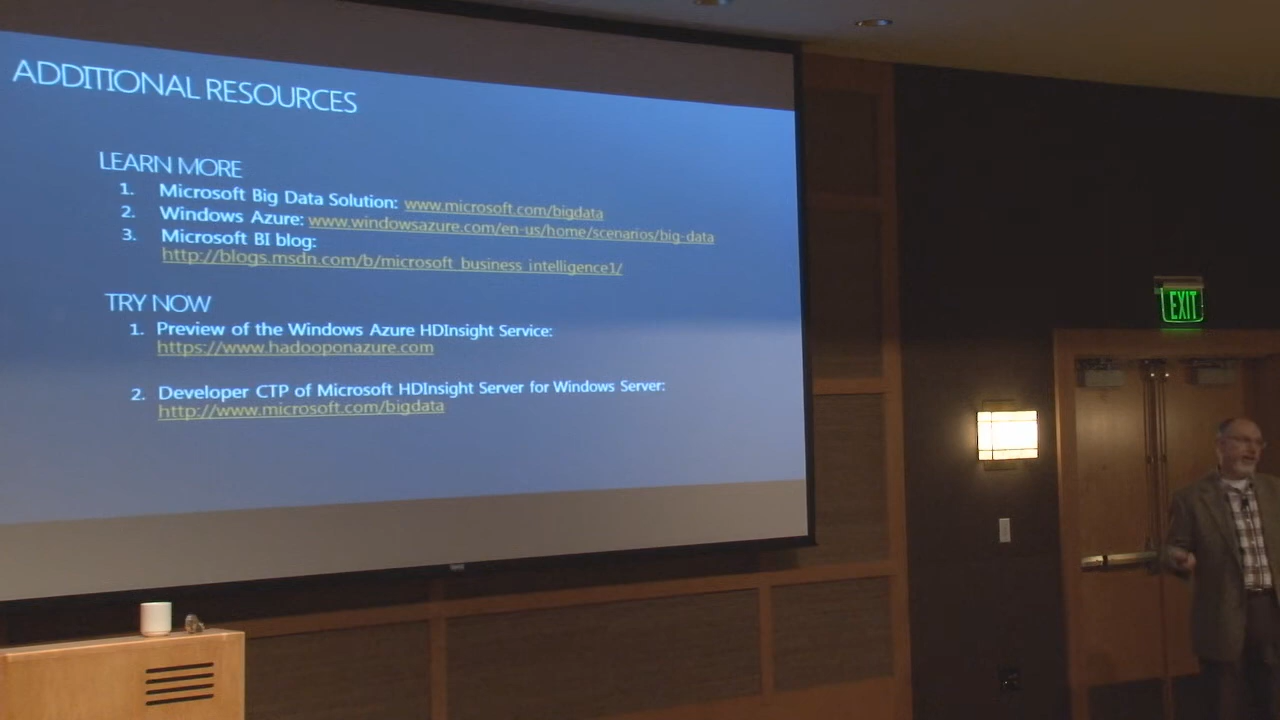 ADDITIONAL RESOURCES
LEARN MORE
1. Microsoft Big Data Solution: www.microsoft.com/bigdata
2. Windows Azure: www.windowsazure.com/en-us/home/scenarios/big-data
3. Microsoft BI blog:
http://blogs.msdn.com/b/microsoft_business_intelligence1/
TRY NOW
1. Preview of the Windows Azure HDInsight Service:
https://www.hadooponazure.com
2. Developer CTP of Microsoft HDInsight Server for Windows Server:
http://www.microsoft.com/bigdata
EXIT